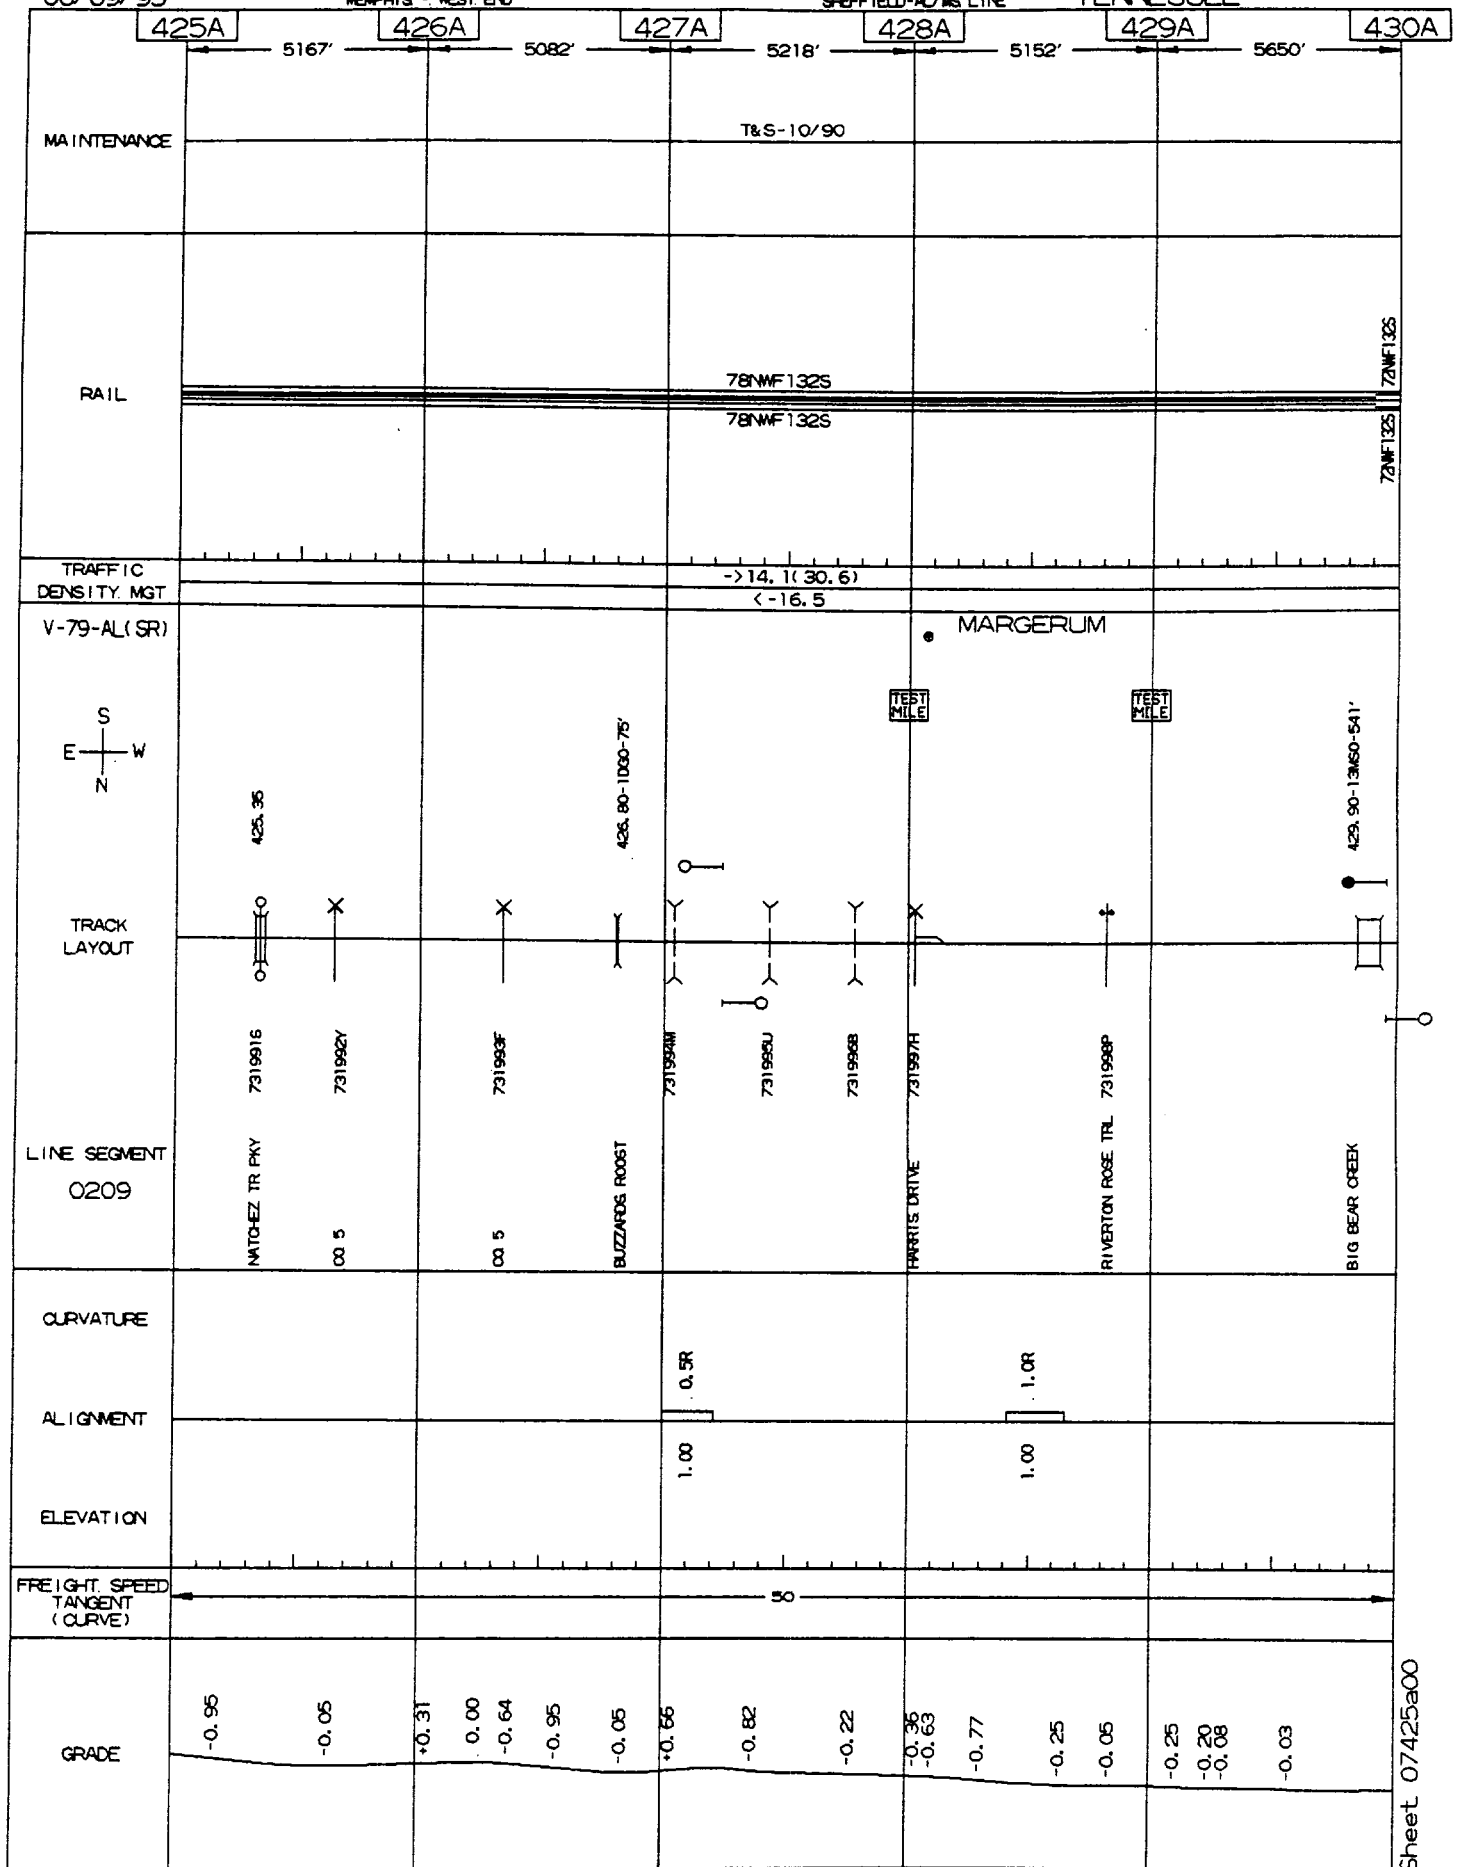 TENNESSEE
425A 426A 427A 428A 429A 430A
5167' 5082' 5218' 5152' 5650'
MAINTENANCE
T&S-10/90
RAIL
78NWF132S
78NWF132S
72NWF132S
72NWF132S
TRAFFIC
DENSITY. MGT
->14.1(30.6)
<-16.5
V-79-AL(SR)
MARGERUM
TEST
MILE
TEST
MILE
S
E W
N
425.35
426.80-1DGO-75'
429.90-13MSO-541'
TRACK
LAYOUT
731991S
731992Y
731993F
731994M
731995U
731996B
731997H
731998P
LINE SEGMENT
0209
NATCHEZ TR PKY
CO. 5
CO. 5
BUZZARDS ROOST
HARRIS DRIVE
RIVERTON ROSE TRL
BIG BEAR CREEK
CURVATURE
0.5R
1.0R
ALIGNMENT
1.00
1.00
ELEVATION
FREIGHT. SPEED
TANGENT
(CURVE)
50
GRADE
-0.95
-0.05
+0.31
0.00
-0.64
-0.95
-0.05
+0.66
-0.82
-0.22
-0.36
-0.63
-0.77
-0.25
-0.05
-0.25
-0.20
-0.08
-0.03
Sheet 07425a00